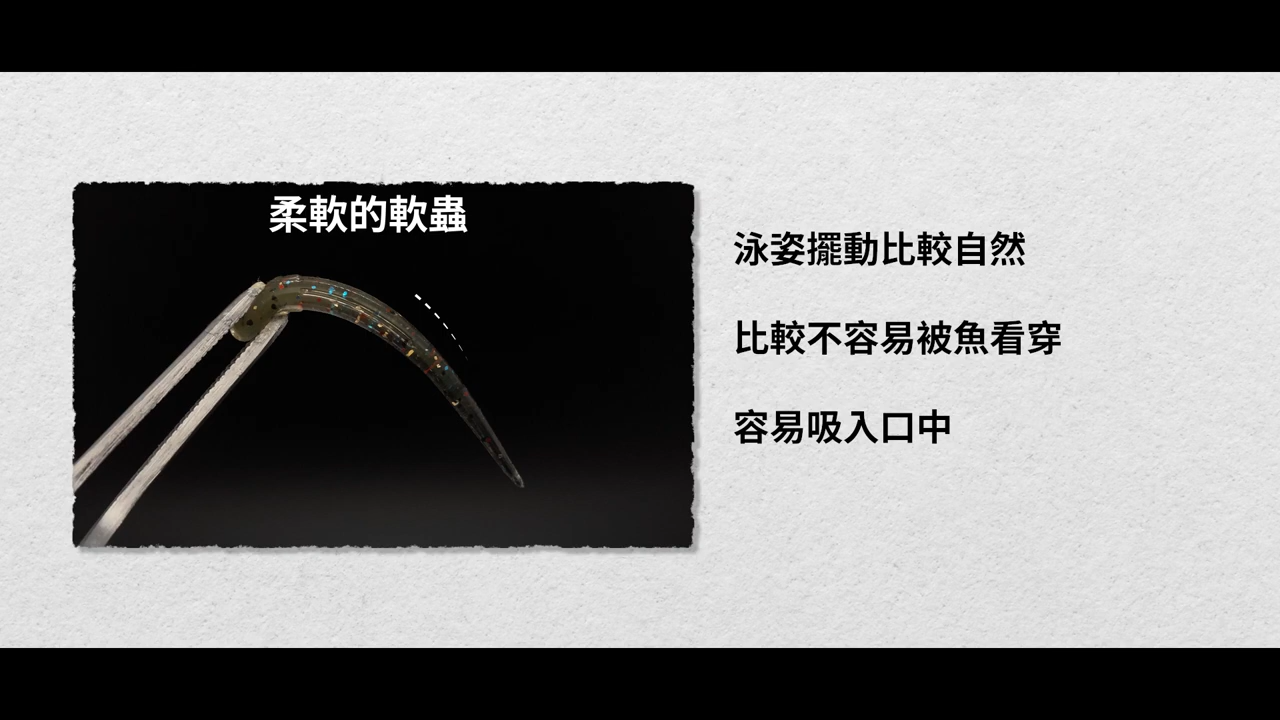 柔軟的軟蟲
泳姿擺動比較自然
比較不容易被魚看穿
容易吸入口中